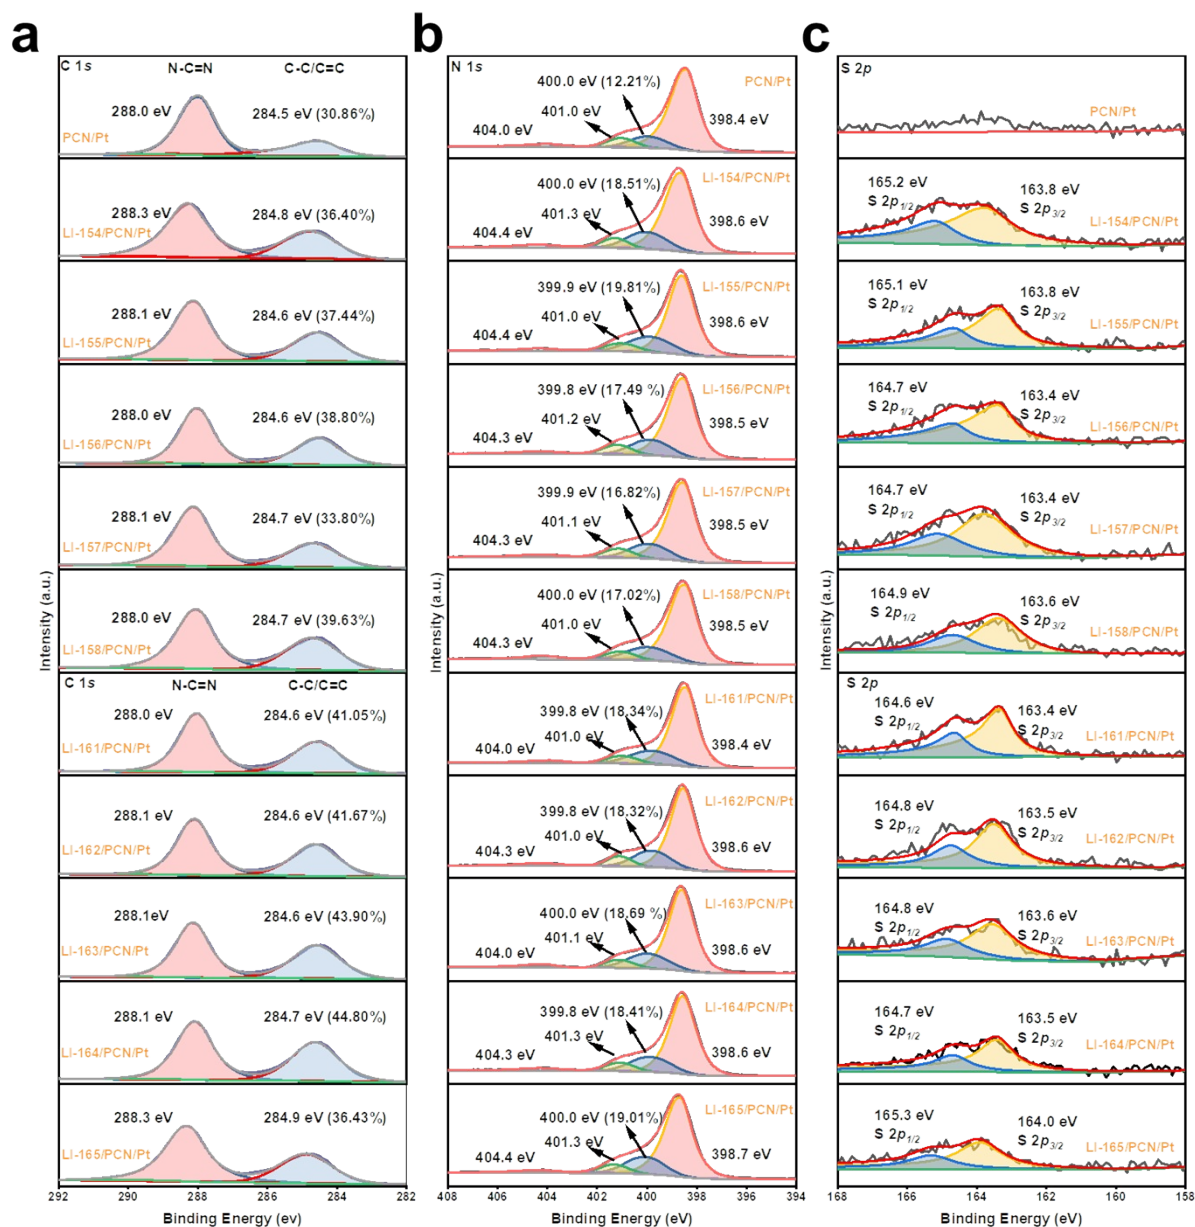 a
C 1s
N-C=N
C-C/C=C
288.0 eV
284.5 eV (30.86%)
PCN/Pt
288.3 eV
284.8 eV (36.40%)
LI-154/PCN/Pt
288.1 eV
284.6 eV (37.44%)
LI-155/PCN/Pt
288.0 eV
284.6 eV (38.80%)
LI-156/PCN/Pt
288.1 eV
284.7 eV (33.80%)
LI-157/PCN/Pt
288.0 eV
284.7 eV (39.63%)
LI-158/PCN/Pt
C 1s
N-C=N
C-C/C=C
288.0 eV
284.6 eV (41.05%)
LI-161/PCN/Pt
288.1 eV
284.6 eV (41.67%)
LI-162/PCN/Pt
288.1eV
284.6 eV (43.90%)
LI-163/PCN/Pt
288.1 eV
284.7 eV (44.80%)
LI-164/PCN/Pt
288.3 eV
284.9 eV (36.43%)
LI-165/PCN/Pt
Intensity (a.u.)
292 290 288 286 284 282
Binding Energy (ev)
b
N 1s
PCN/Pt
400.0 eV (12.21%)
401.0 eV
404.0 eV
398.4 eV
LI-154/PCN/Pt
400.0 eV (18.51%)
401.3 eV
404.4 eV
398.6 eV
LI-155/PCN/Pt
399.9 eV (19.81%)
401.0 eV
404.4 eV
398.6 eV
LI-156/PCN/Pt
399.8 eV (17.49 %)
401.2 eV
404.3 eV
398.5 eV
LI-157/PCN/Pt
399.9 eV (16.82%)
401.1 eV
404.3 eV
398.5 eV
LI-158/PCN/Pt
400.0 eV (17.02%)
401.0 eV
404.3 eV
398.5 eV
LI-161/PCN/Pt
399.8 eV (18.34%)
401.0 eV
404.0 eV
398.4 eV
LI-162/PCN/Pt
399.8 eV (18.32%)
401.0 eV
404.3 eV
398.6 eV
LI-163/PCN/Pt
400.0 eV (18.69 %)
401.1eV
404.0 eV
398.6 eV
LI-164/PCN/Pt
399.8 eV (18.41%)
401.3 eV
404.3 eV
398.6 eV
LI-165/PCN/Pt
400.0 eV (19.01%)
401.3 eV
404.4 eV
398.7 eV
Intensity (a.u.)
408 406 404 402 400 398 396 394
Binding Energy (eV)
c
S 2p
PCN/Pt
165.2 eV
S 2p1/2
163.8 eV
S 2p3/2
LI-154/PCN/Pt
165.1 eV
S 2p1/2
163.8 eV
S 2p3/2
LI-155/PCN/Pt
164.7 eV
S 2p1/2
163.4 eV
S 2p3/2
LI-156/PCN/Pt
164.7 eV
S 2p1/2
163.4 eV
S 2p3/2
LI-157/PCN/Pt
164.9 eV
S 2p1/2
163.6 eV
S 2p3/2
LI-158/PCN/Pt
S 2p
164.6 eV
S 2p1/2
163.4 eV
S 2p3/2
LI-161/PCN/Pt
164.8 eV
S 2p1/2
163.5 eV
S 2p3/2
LI-162/PCN/Pt
164.8 eV
S 2p1/2
163.6 eV
S 2p3/2
LI-163/PCN/Pt
164.7 eV
S 2p1/2
163.5 eV
S 2p3/2
LI-164/PCN/Pt
165.3 eV
S 2p1/2
164.0 eV
S 2p3/2
LI-165/PCN/Pt
Intensity (a.u.)
168 166 164 162 160 158
Binding Energy (eV)